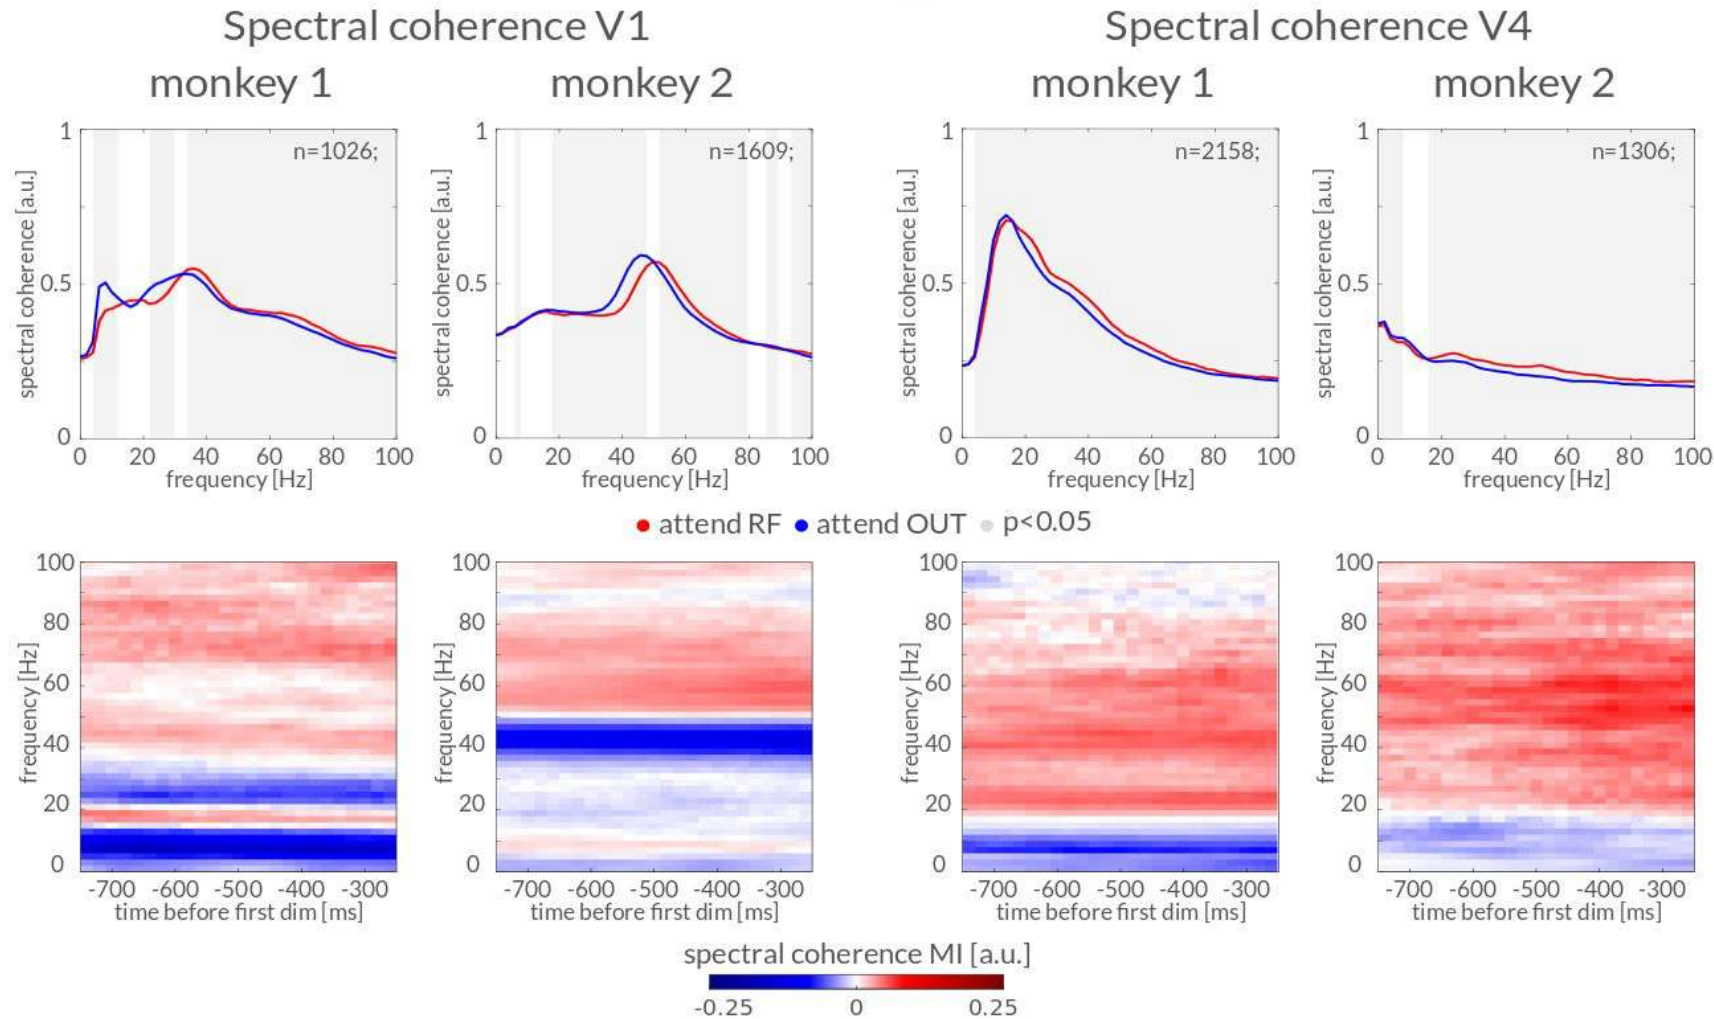 Spectral coherence V1
Spectral coherence V4
monkey 1
monkey 2
monkey 1
monkey 2
spectral coherence [a.u.]
1
0.5
0
n=1026;
0 20 40 60 80 100
frequency [Hz]
spectral coherence [a.u.]
1
0.5
0
n=1609;
0 20 40 60 80 100
frequency [Hz]
spectral coherence [a.u.]
1
0.5
0
n=2158;
0 20 40 60 80 100
frequency [Hz]
spectral coherence [a.u.]
1
0.5
0
n=1306;
0 20 40 60 80 100
frequency [Hz]
attend RF attend OUT p<0.05
frequency [Hz]
100
80
60
40
20
0
-700 -600 -500 -400 -300
time before first dim [ms]
frequency [Hz]
100
80
60
40
20
0
-700 -600 -500 -400 -300
time before first dim [ms]
frequency [Hz]
100
80
60
40
20
0
-700 -600 -500 -400 -300
time before first dim [ms]
frequency [Hz]
100
80
60
40
20
0
-700 -600 -500 -400 -300
time before first dim [ms]
spectral coherence MI [a.u.]
-0.25 0 0.25